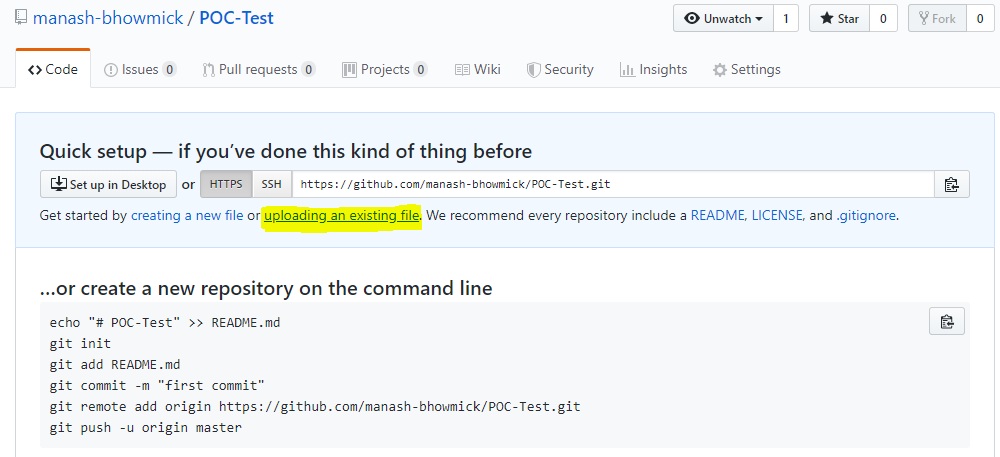 manash-bhowmick / POC-Test
Unwatch 1 Star 0 Fork 0
Code Issues 0 Pull requests 0 Projects 0 Wiki Security Insights Settings
Quick setup — if you’ve done this kind of thing before
Set up in Desktop or HTTPS SSH https://github.com/manash-bhowmick/POC-Test.git
Get started by creating a new file or uploading an existing file. We recommend every repository include a README, LICENSE, and .gitignore.
…or create a new repository on the command line
echo "# POC-Test" >> README.md
git init
git add README.md
git commit -m "first commit"
git remote add origin https://github.com/manash-bhowmick/POC-Test.git
git push -u origin master